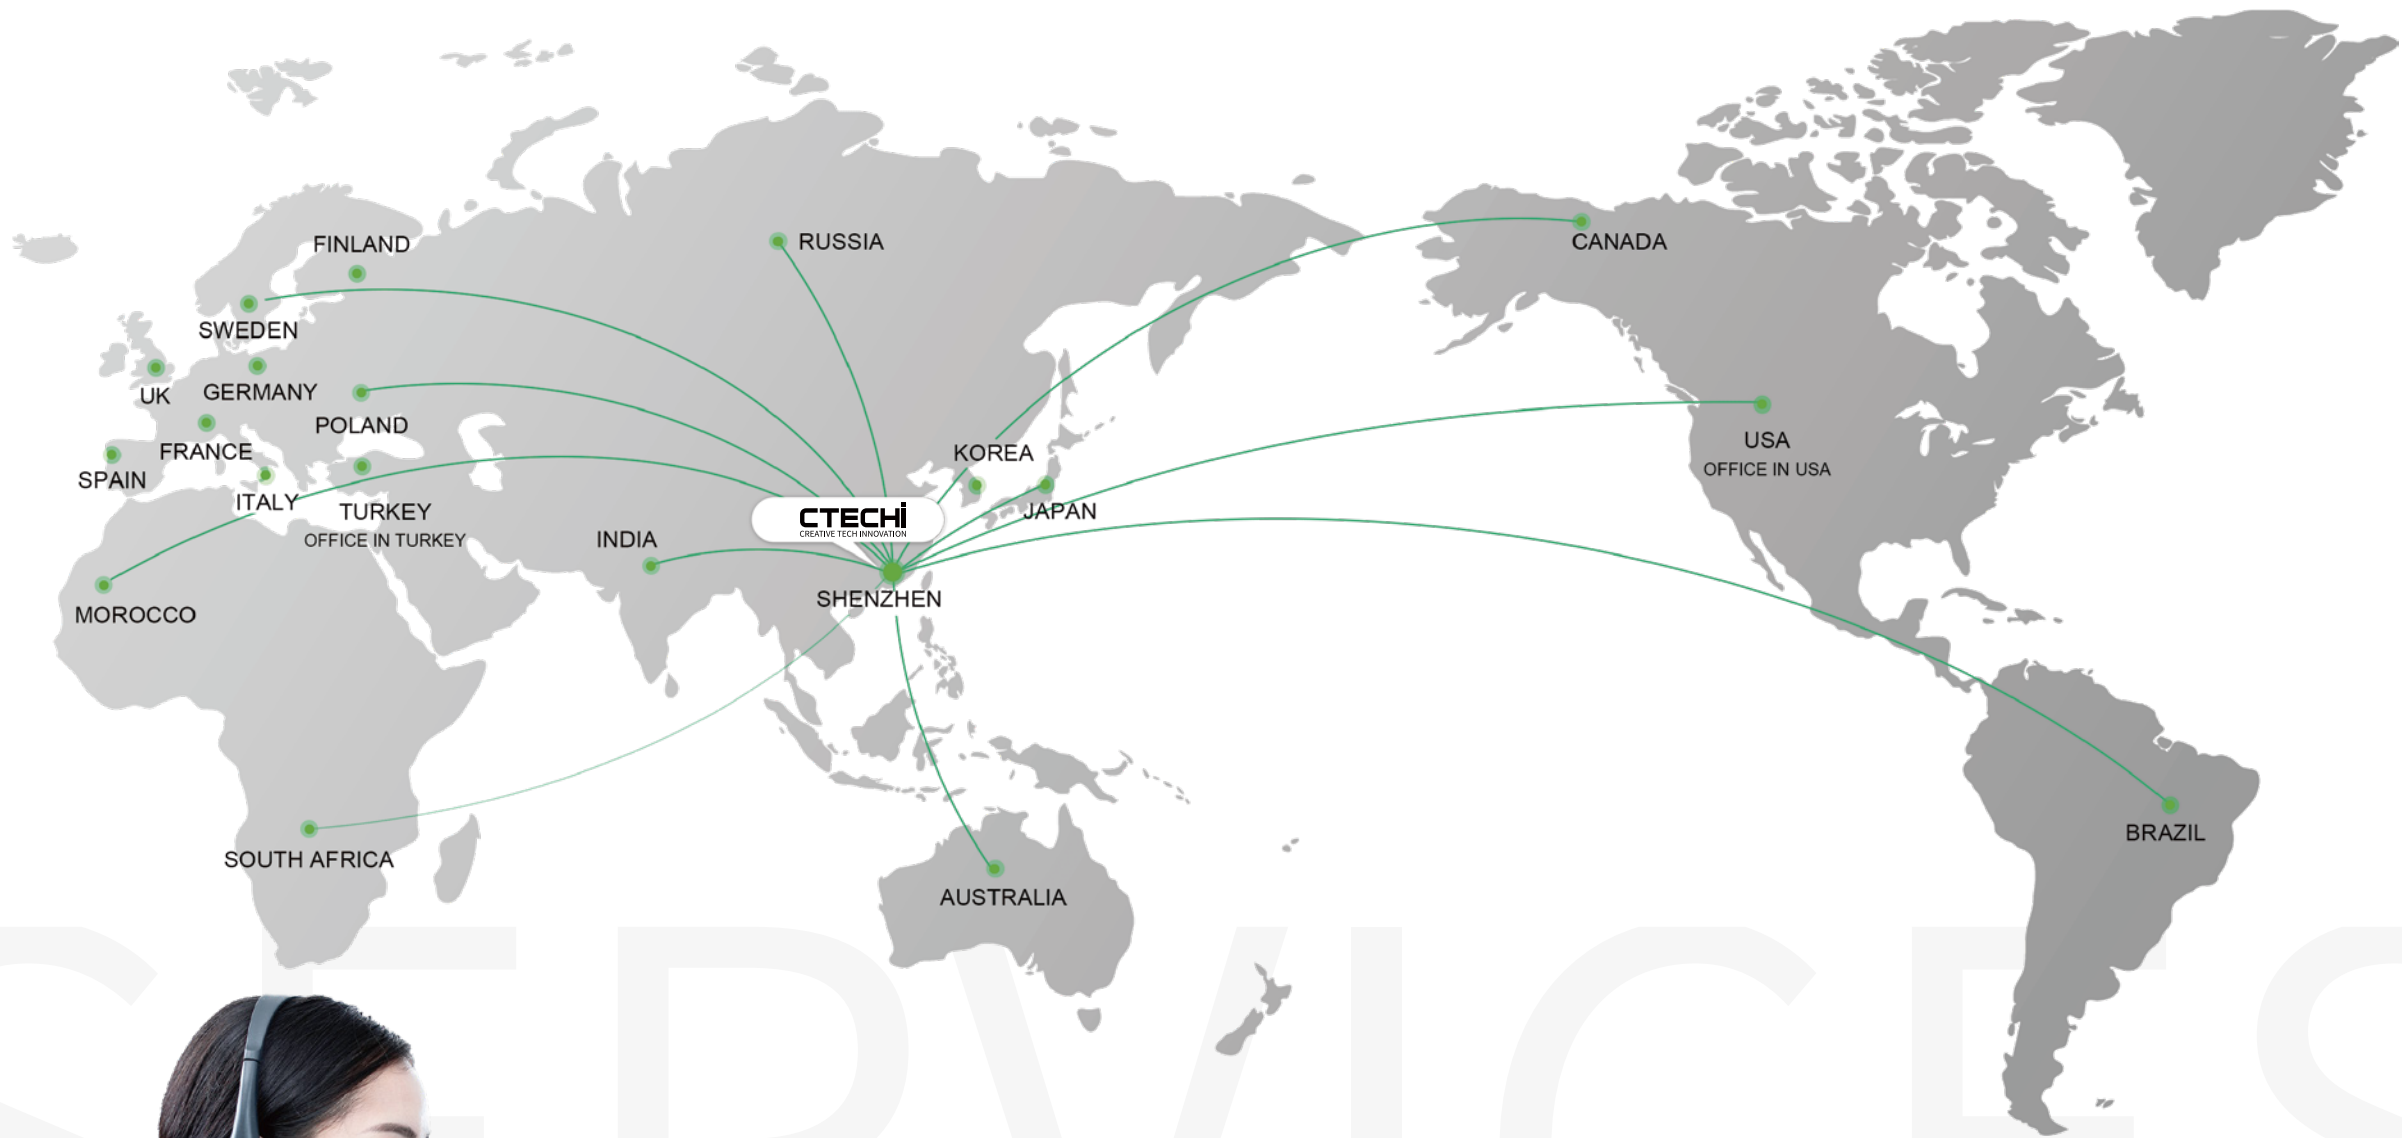 FINLAND
RUSSIA
CANADA
SWEDEN
UK
GERMANY
POLAND
FRANCE
SPAIN
ITALY
TURKEY
OFFICE IN TURKEY
KOREA
JAPAN
USA
OFFICE IN USA
CTECHi
CREATIVE TECH INNOVATION
INDIA
SHENZHEN
MOROCCO
SOUTH AFRICA
AUSTRALIA
BRAZIL
SERVICES